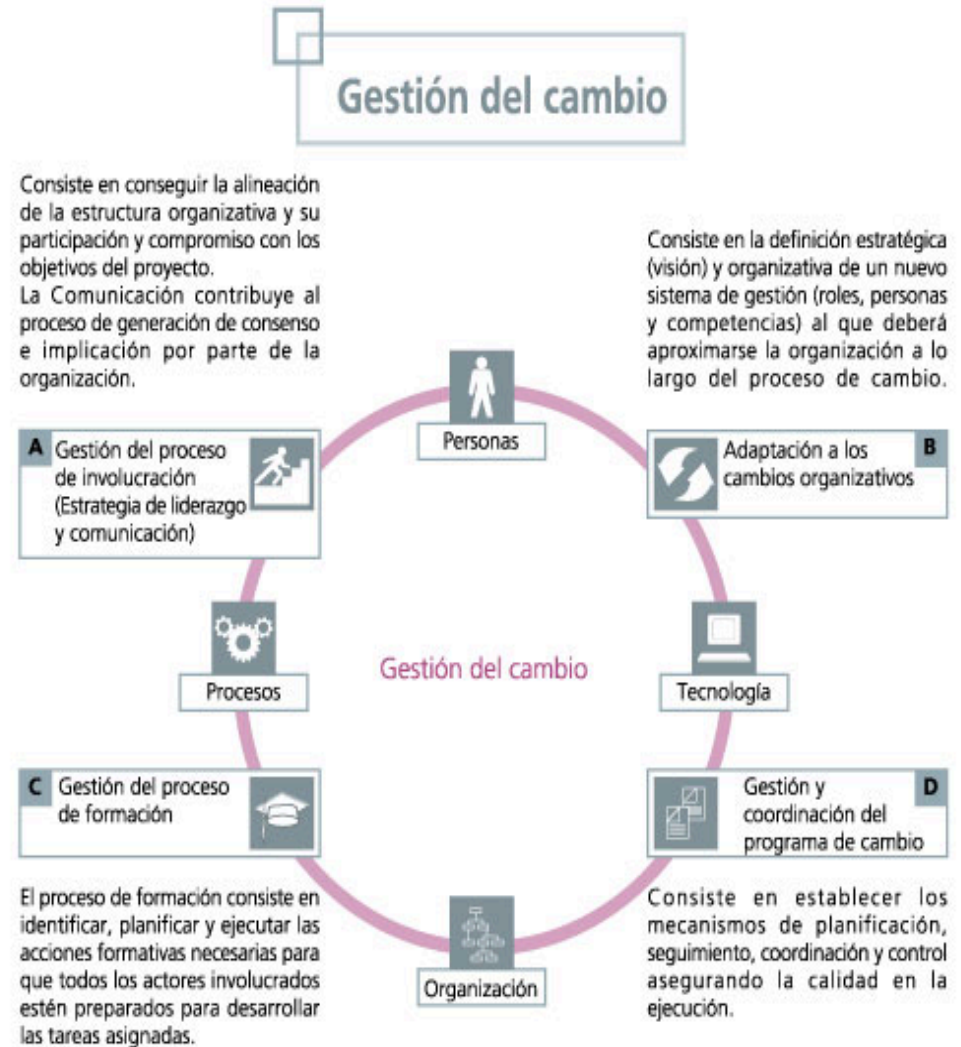 Gestión del cambio
Consiste en conseguir la alineación
de la estructura organizativa y su
participación y compromiso con los
objetivos del proyecto.
La Comunicación contribuye al
proceso de generación de consenso
e implicación por parte de la
organización.
Consiste en la definición estratégica
(visión) y organizativa de un nuevo
sistema de gestión (roles, personas
y competencias) al que deberá
aproximarse la organización a lo
largo del proceso de cambio.
Personas
A Gestión del proceso
de involucración
(Estrategia de liderazgo
y comunicación)
Adaptación a los B
cambios organizativos
Procesos
Gestión del cambio
Tecnología
C Gestión del proceso
de formación
Gestión y D
coordinación del
programa de cambio
El proceso de formación consiste en
identificar, planificar y ejecutar las
acciones formativas necesarias para
que todos los actores involucrados
estén preparados para desarrollar
las tareas asignadas.
Organización
Consiste en establecer los
mecanismos de planificación,
seguimiento, coordinación y control
asegurando la calidad en la
ejecución.